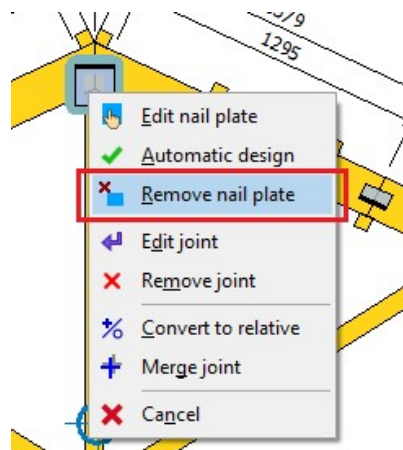 1295
Edit nail plate
Automatic design
Remove nail plate
Edit joint
Remove joint
Convert to relative
Merge joint
Cancel